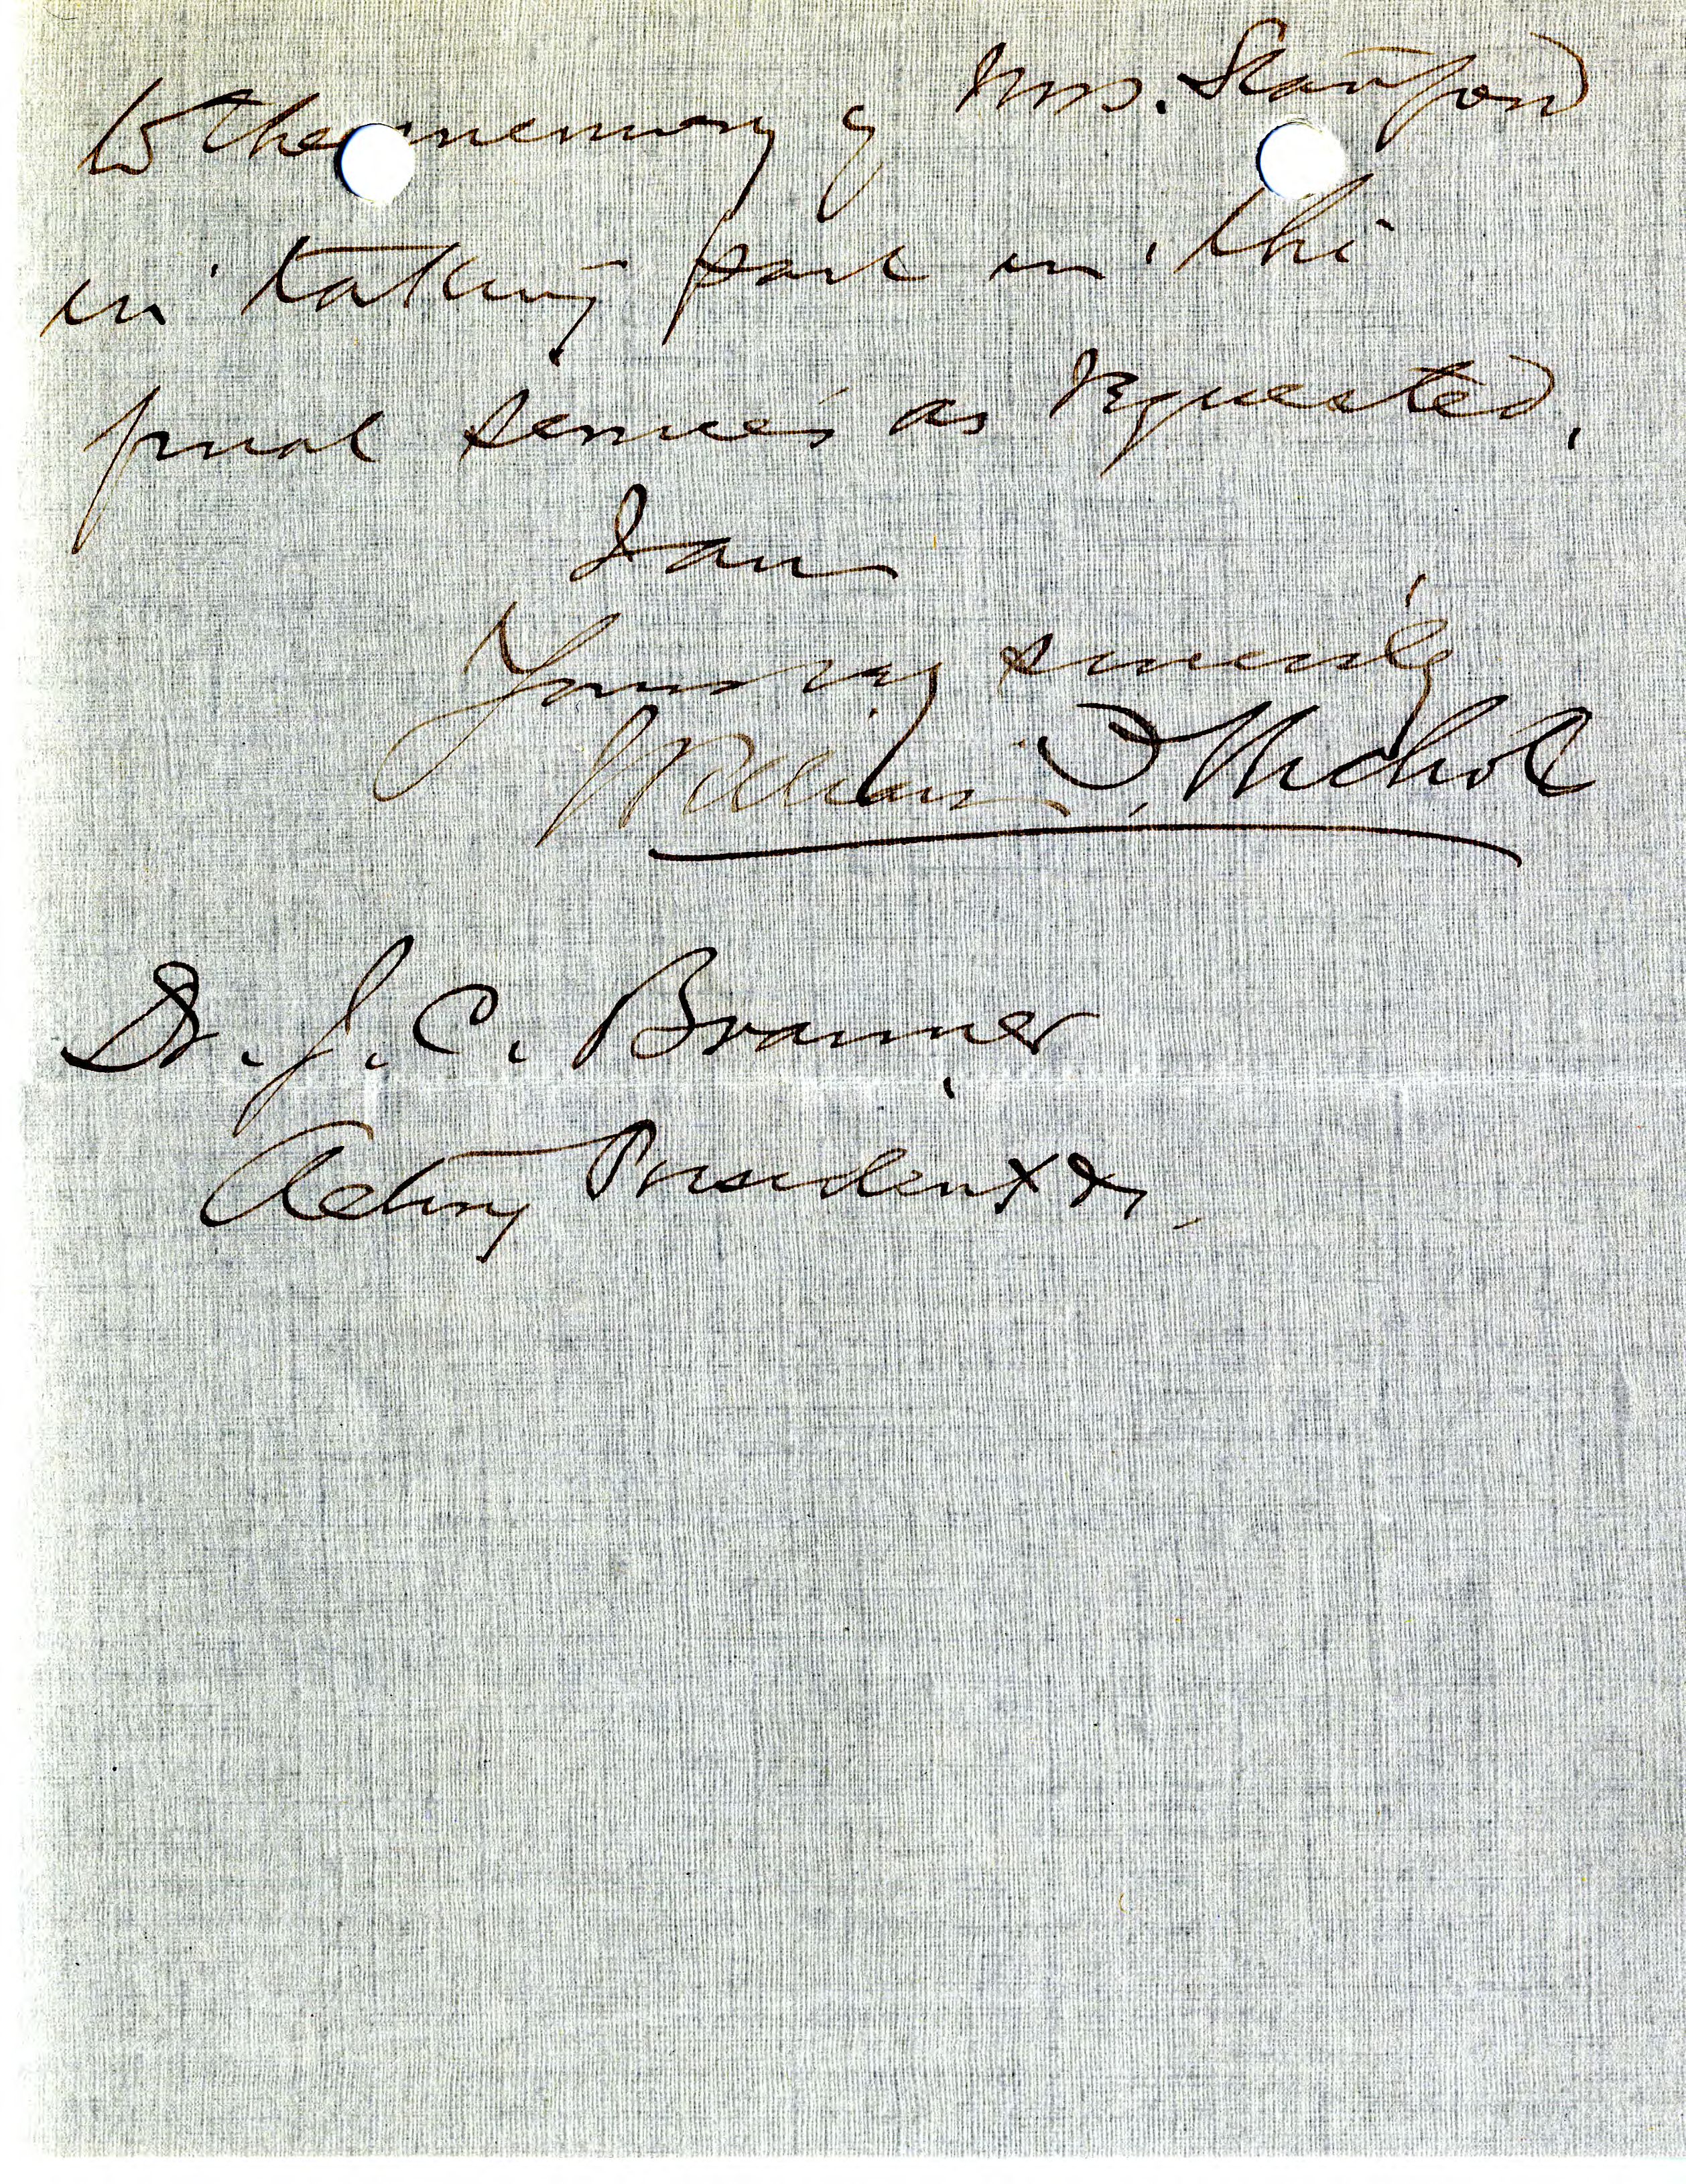 to the memory of Mrs. Stanford
in taking part in the
final services as requested.
I am
Yours very sincerely
William F. Nichols
Dr. J. C. Branner
Acting President &c.